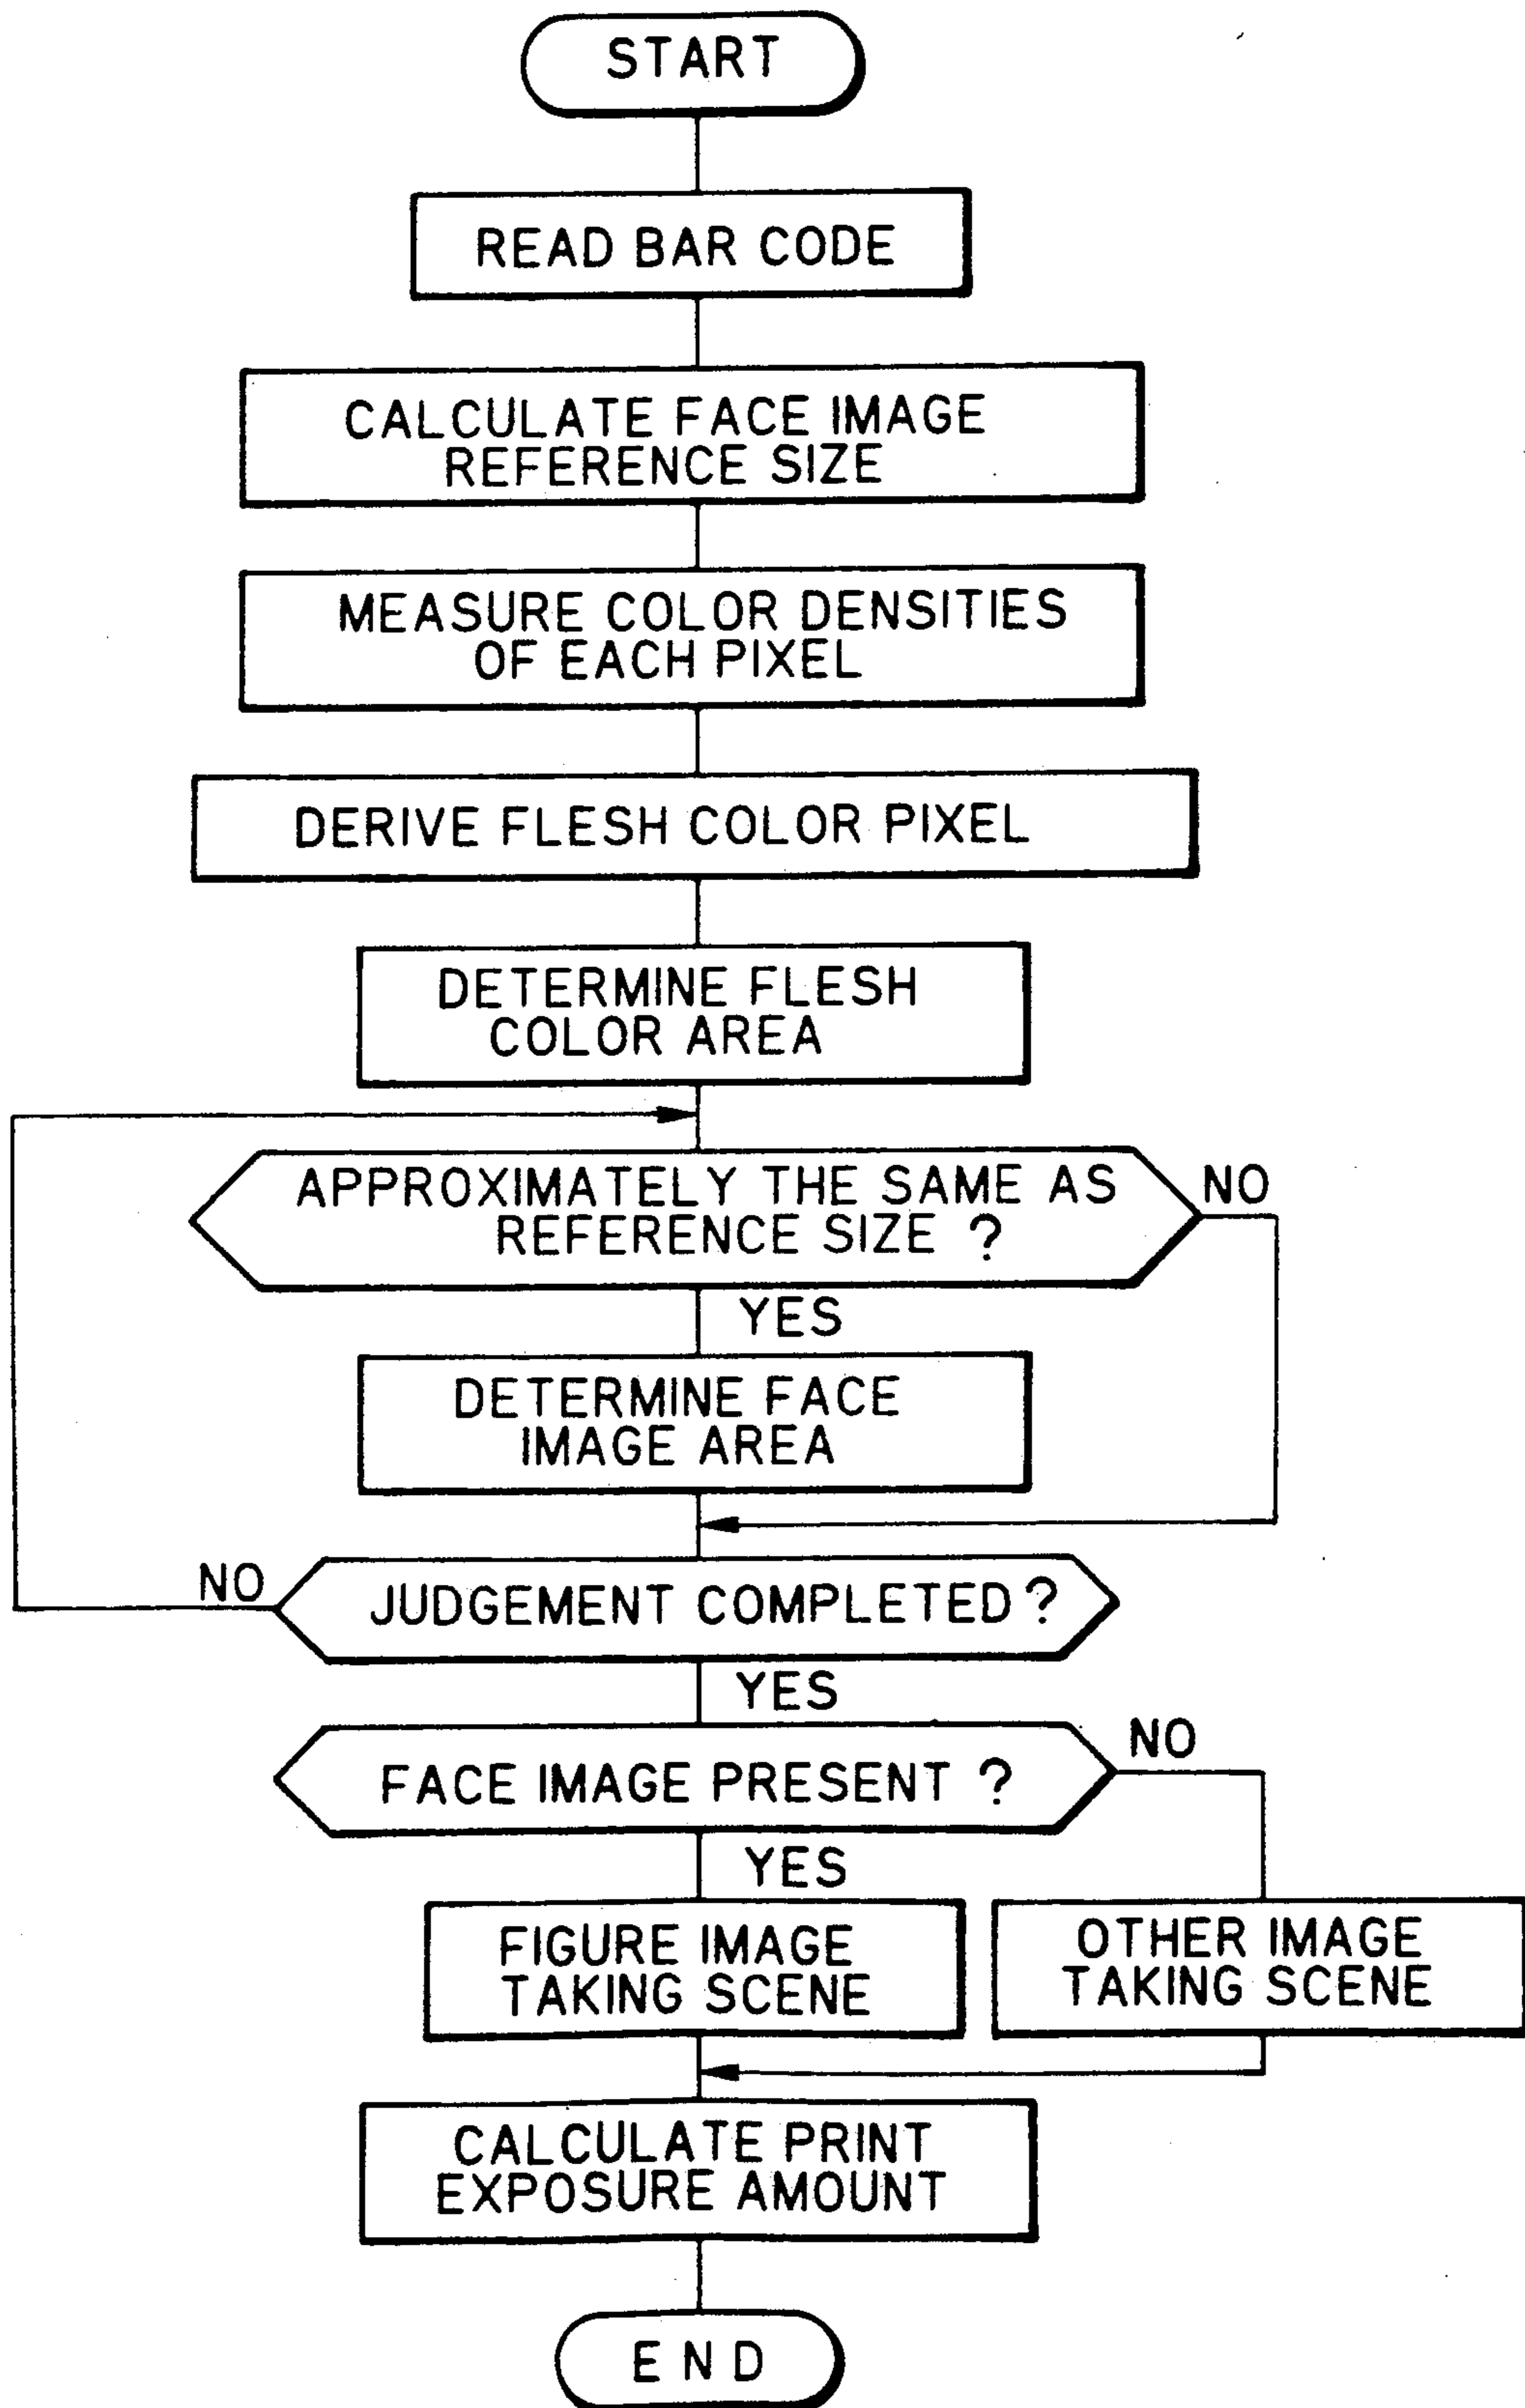 START
READ BAR CODE
CALCULATE FACE IMAGE
REFERENCE SIZE
MEASURE COLOR DENSITIES
OF EACH PIXEL
DERIVE FLESH COLOR PIXEL
DETERMINE FLESH
COLOR AREA
APPROXIMATELY THE SAME AS
REFERENCE SIZE ?
NO
YES
DETERMINE FACE
IMAGE AREA
NO
JUDGEMENT COMPLETED ?
YES
FACE IMAGE PRESENT ?
NO
YES
FIGURE IMAGE
TAKING SCENE
OTHER IMAGE
TAKING SCENE
CALCULATE PRINT
EXPOSURE AMOUNT
END